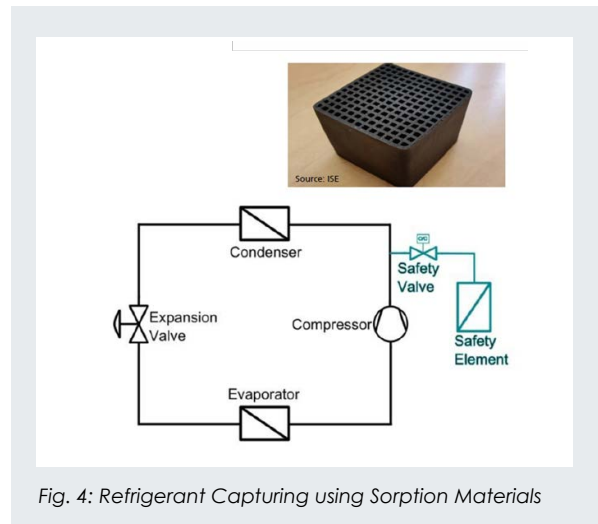 Source: ISE
Condenser
Safety
Valve
Expansion
Valve
Compressor
Safety
Element
Evaporator
Fig. 4: Refrigerant Capturing using Sorption Materials